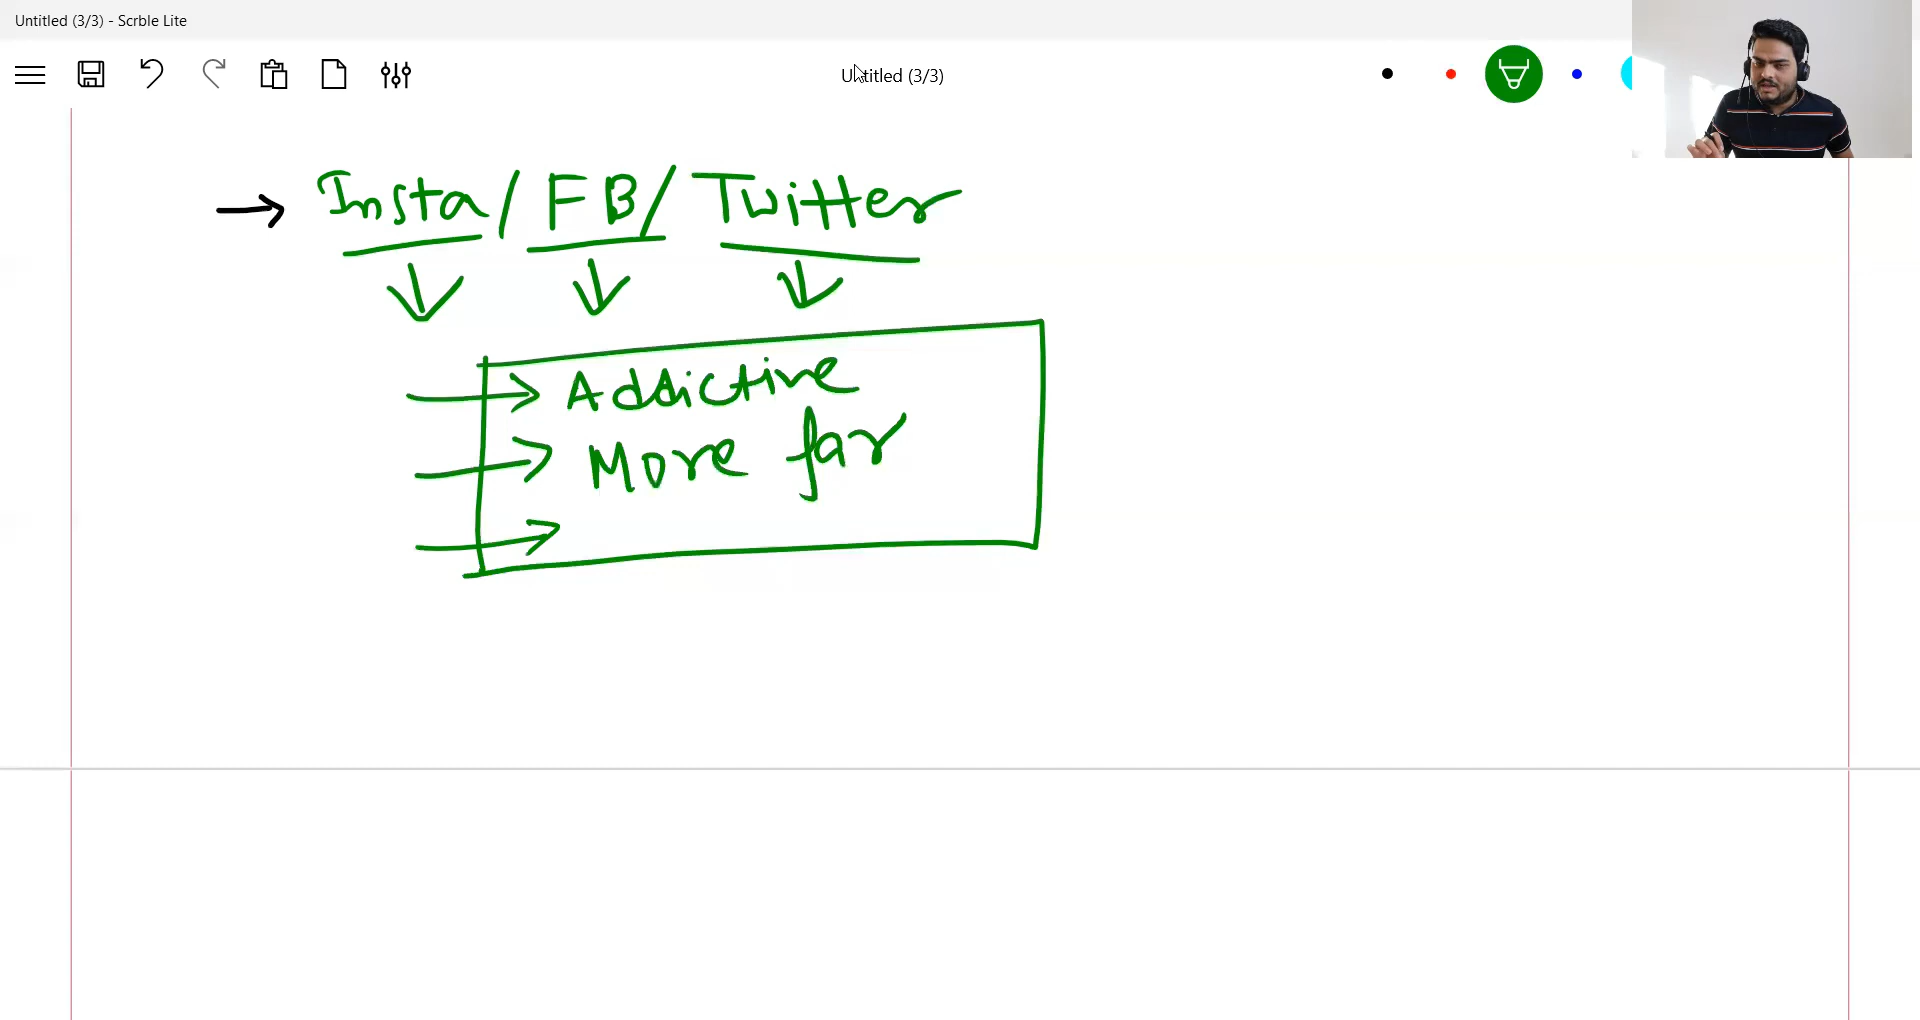 Untitled (3/3) - Scrble Lite
Untitled (3/3)
→ Insta / FB / Twitter
Addictive
More far